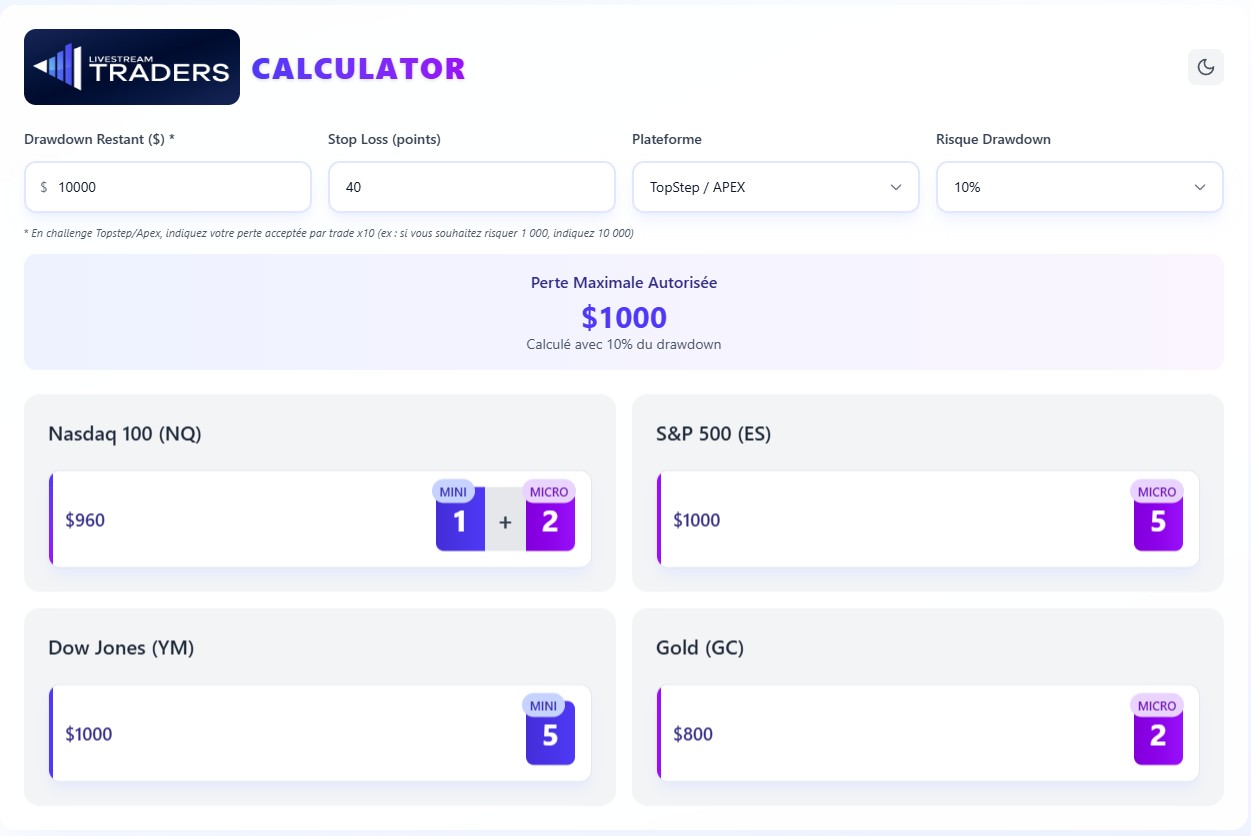 LIVESTREAM
TRADERS
CALCULATOR
Drawdown Restant ($) *
Stop Loss (points)
Plateforme
Risque Drawdown
$ 10000
40
TopStep / APEX
10%
* En challenge Topstep/Apex, indiquez votre perte acceptée par trade x10 (ex : si vous souhaitez risquer 1 000, indiquez 10 000)
Perte Maximale Autorisée
$1000
Calculé avec 10% du drawdown
Nasdaq 100 (NQ)
$960
MINI
1
+
MICRO
2
S&P 500 (ES)
$1000
MICRO
5
Dow Jones (YM)
$1000
MINI
5
Gold (GC)
$800
MICRO
2